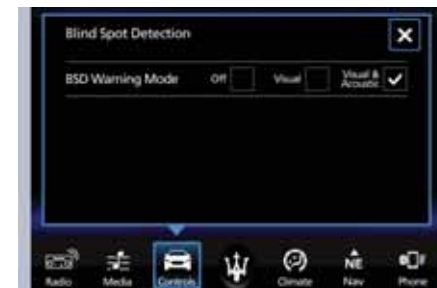 Blind Spot Detection
BSD Warning Mode Off Visual Visual & Acoustic
Radio Media Controls Climate NE Nav Phone